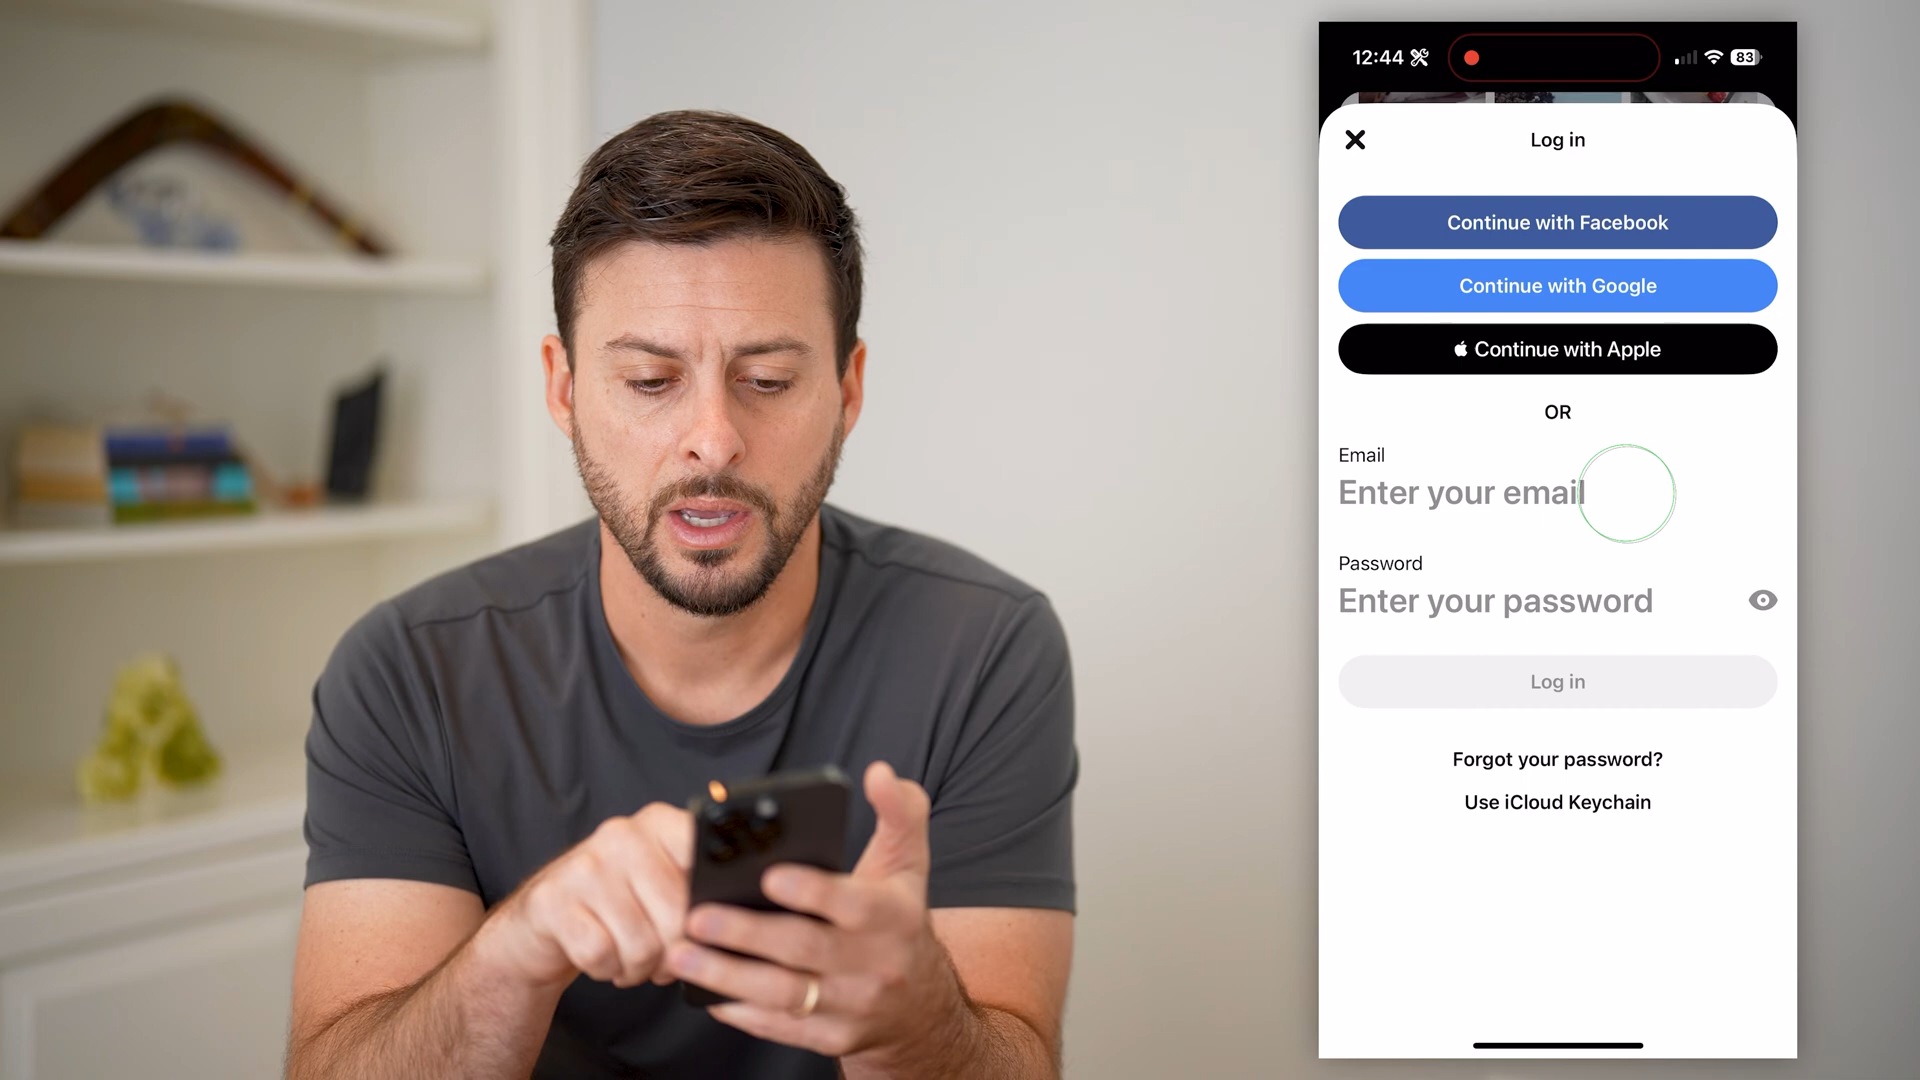 12:44
83
Log in
Continue with Facebook
Continue with Google
Continue with Apple
OR
Email
Enter your email
Password
Enter your password
Log in
Forgot your password?
Use iCloud Keychain